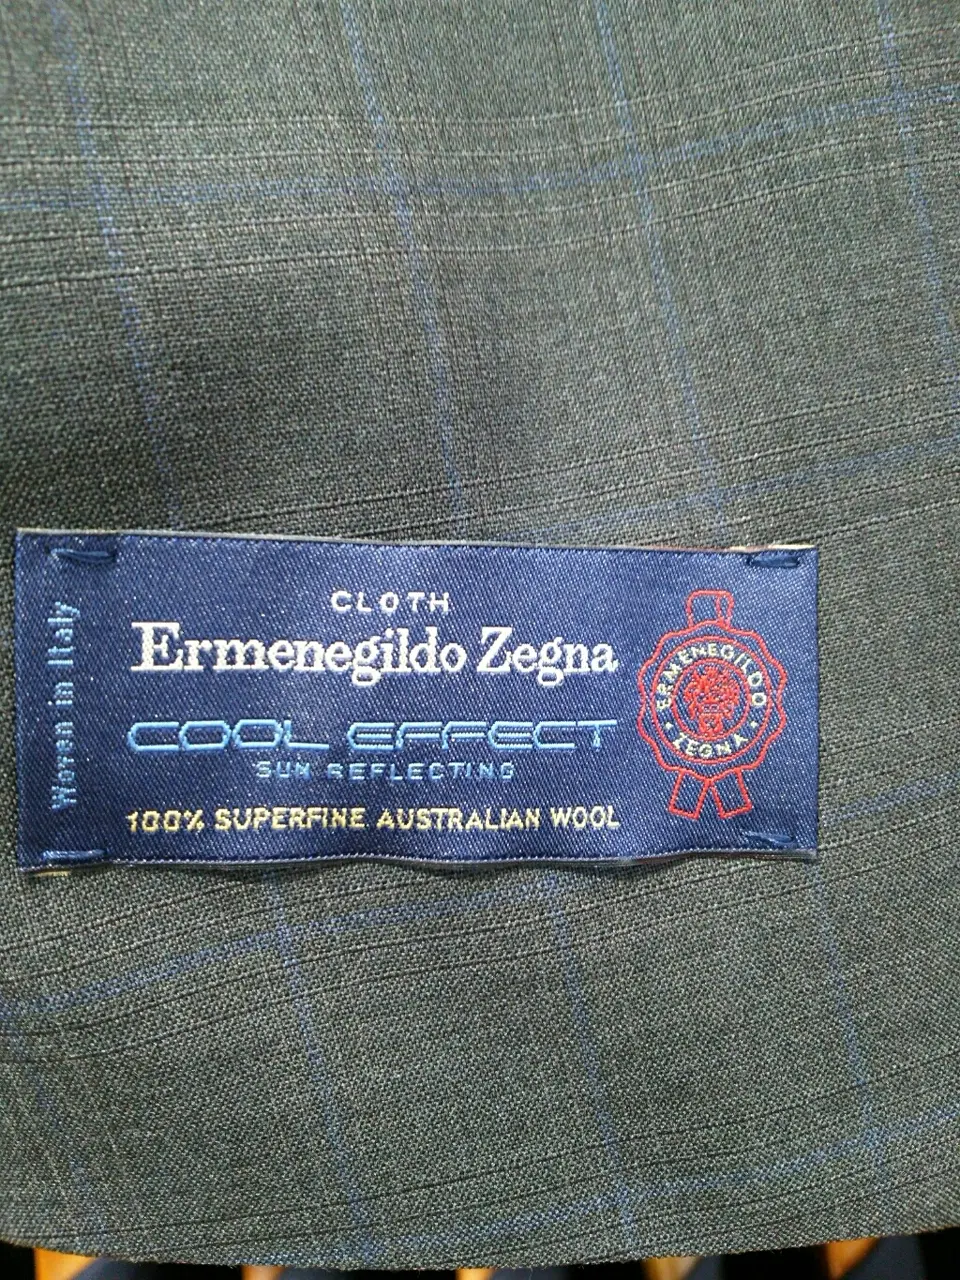 Woven in Italy
CLOTH
Ermenegildo Zegna
COOL EFFECT
SUN REFLECTING
100% SUPERFINE AUSTRALIAN WOOL
ERMENEGILDO
• ZEGNA •